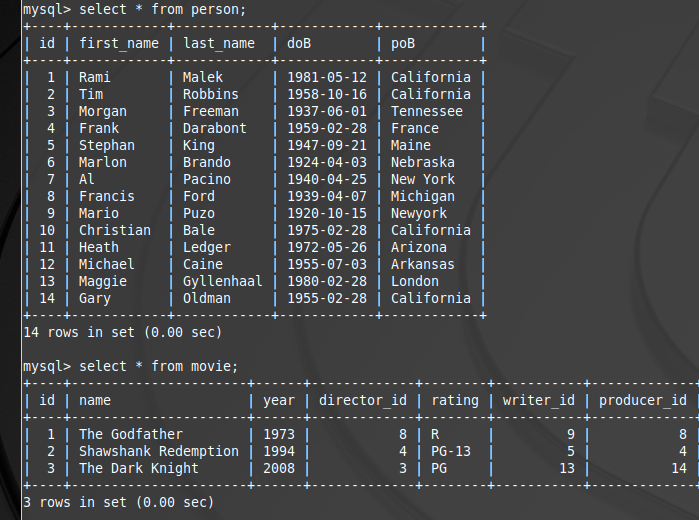 mysql> select * from person;
+----+------------+------------+------------+------------+
| id | first_name | last_name  | doB        | poB        |
+----+------------+------------+------------+------------+
|  1 | Rami       | Malek      | 1981-05-12 | California |
|  2 | Tim        | Robbins    | 1958-10-16 | California |
|  3 | Morgan     | Freeman    | 1937-06-01 | Tennessee  |
|  4 | Frank      | Darabont   | 1959-02-28 | France     |
|  5 | Stephan    | King       | 1947-09-21 | Maine      |
|  6 | Marlon     | Brando     | 1924-04-03 | Nebraska   |
|  7 | Al         | Pacino     | 1940-04-25 | New York   |
|  8 | Francis    | Ford       | 1939-04-07 | Michigan   |
|  9 | Mario      | Puzo       | 1920-10-15 | Newyork    |
| 10 | Christian  | Bale       | 1975-02-28 | California |
| 11 | Heath      | Ledger     | 1972-05-26 | Arizona    |
| 12 | Michael    | Caine      | 1955-07-03 | Arkansas   |
| 13 | Maggie     | Gyllenhaal | 1980-02-28 | London     |
| 14 | Gary       | Oldman     | 1955-02-28 | California |
+----+------------+------------+------------+------------+
14 rows in set (0.00 sec)
mysql> select * from movie;
+----+---------------------+------+-------------+--------+-----------+-------------+
| id | name                | year | director_id | rating | writer_id | producer_id |
+----+---------------------+------+-------------+--------+-----------+-------------+
|  1 | The Godfather       | 1973 |           8 | R      |         9 |           8 |
|  2 | Shawshank Redemption | 1994 |           4 | PG-13  |         5 |           4 |
|  3 | The Dark Knight     | 2008 |           3 | PG     |        13 |          14 |
+----+---------------------+------+-------------+--------+-----------+-------------+
3 rows in set (0.00 sec)